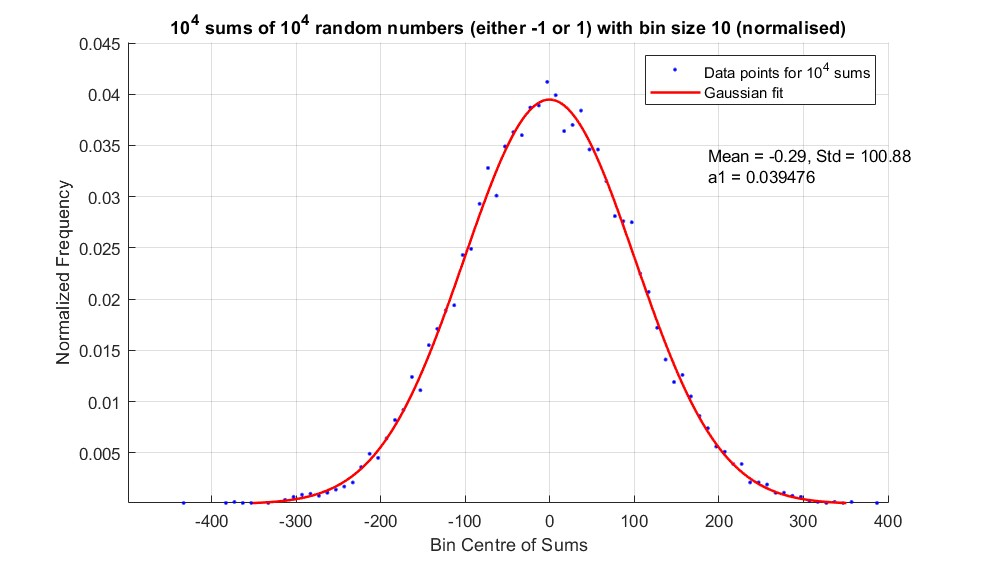 10^4 sums of 10^4 random numbers (either -1 or 1) with bin size 10 (normalised)
Data points for 10^4 sums
Gaussian fit
Mean = -0.29, Std = 100.88
a1 = 0.039476
Normalized Frequency
0.045
0.04
0.035
0.03
0.025
0.02
0.015
0.01
0.005
-400 -300 -200 -100 0 100 200 300 400
Bin Centre of Sums